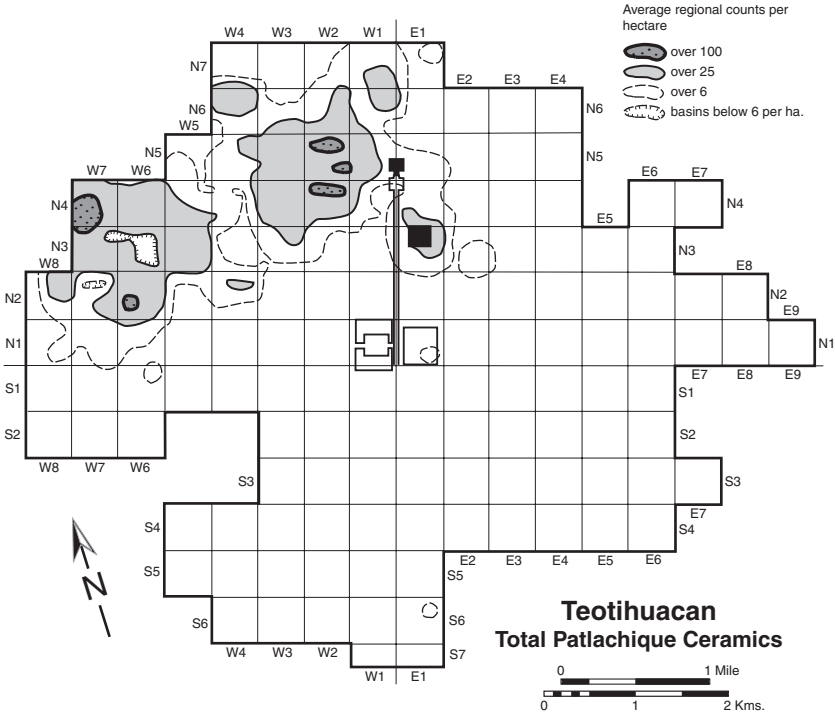 Average regional counts per
hectare
over 100
over 25
over 6
basins below 6 per ha.
W4 W3 W2 W1 E1
N7
E2 E3 E4
N6 N6
W5
N5 N5
W7 W6 E6 E7
N4 N4
E5
N3 N3
W8 E8
N2 N2
E9
N1 N1
E7 E8 E9
S1 S1
S2 S2
W8 W7 W6
S3 S3
E7
S4 S4
E2 E3 E4 E5 E6
S5 S5
S6 S6
W4 W3 W2 S7
W1 E1
N
Teotihuacan
Total Patlachique Ceramics
0 1 Mile
0 1 2 Kms.